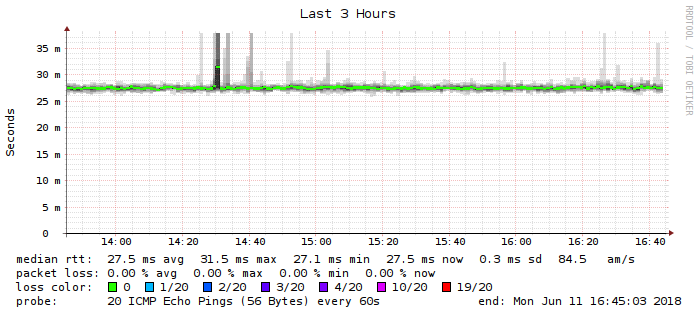 Last 3 Hours
RRDTOOL / TOBI OETIKER
Seconds
35 m
30 m
25 m
20 m
15 m
10 m
5 m
0
14:00 14:20 14:40 15:00 15:20 15:40 16:00 16:20 16:40
median rtt: 27.5 ms avg 31.5 ms max 27.1 ms min 27.5 ms now 0.3 ms sd 84.5 am/s
packet loss: 0.00 % avg 0.00 % max 0.00 % min 0.00 % now
loss color: 0 1/20 2/20 3/20 4/20 10/20 19/20
probe: 20 ICMP Echo Pings (56 Bytes) every 60s end: Mon Jun 11 16:45:03 2018